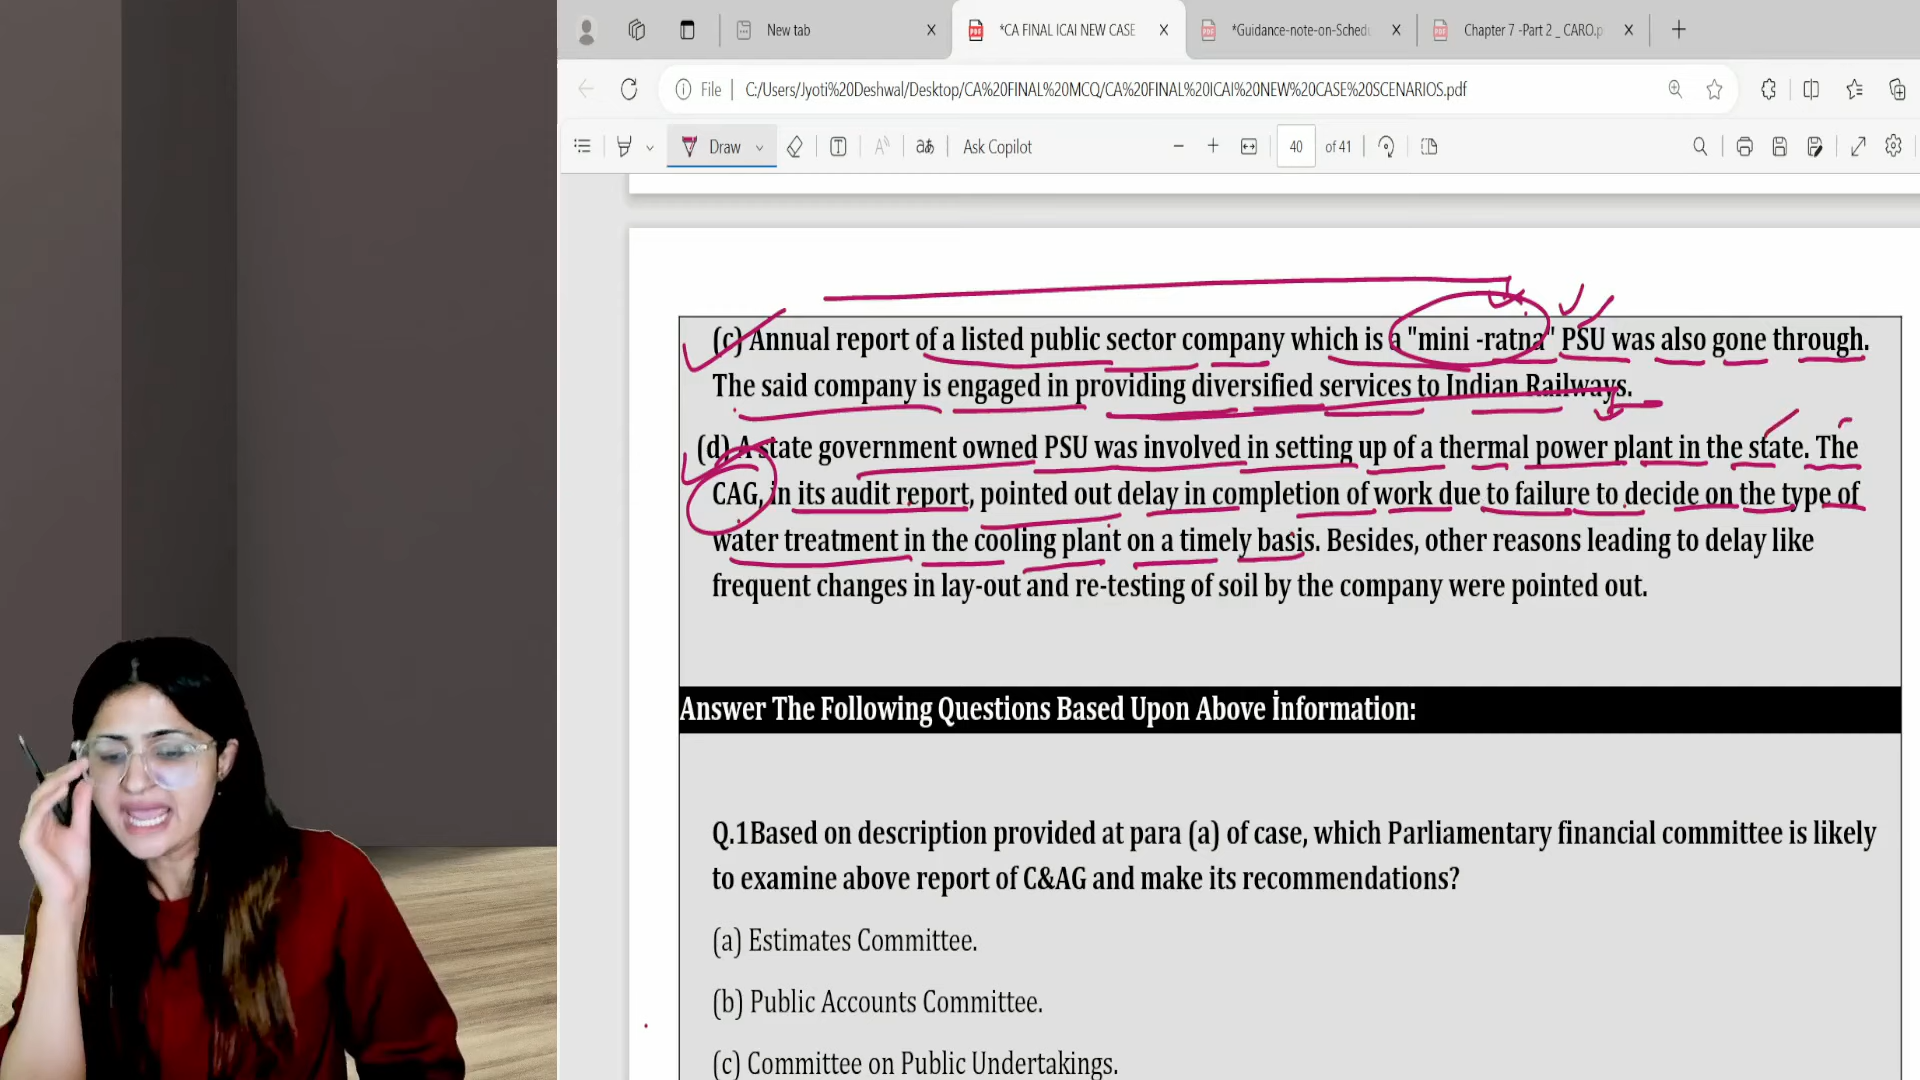 New tab
*CA FINAL ICAI NEW CASE
*Guidance-note-on-Schedu
Chapter 7 -Part 2 _ CARO.p
File
C:/Users/Jyoti%20Deshwal/Desktop/CA%20FINAL%20MCQ/CA%20FINAL%20ICAI%20NEW%20CASE%20SCENARIOS.pdf
Draw
Ask Copilot
40 of 41
(c) Annual report of a listed public sector company which is a "mini -ratna" PSU was also gone through.
The said company is engaged in providing diversified services to Indian Railways.
(d) A state government owned PSU was involved in setting up of a thermal power plant in the state. The
CAG, in its audit report, pointed out delay in completion of work due to failure to decide on the type of
water treatment in the cooling plant on a timely basis. Besides, other reasons leading to delay like
frequent changes in lay-out and re-testing of soil by the company were pointed out.
Answer The Following Questions Based Upon Above İnformation:
Q.1Based on description provided at para (a) of case, which Parliamentary financial committee is likely
to examine above report of C&AG and make its recommendations?
(a) Estimates Committee.
(b) Public Accounts Committee.
(c) Committee on Public Undertakings.